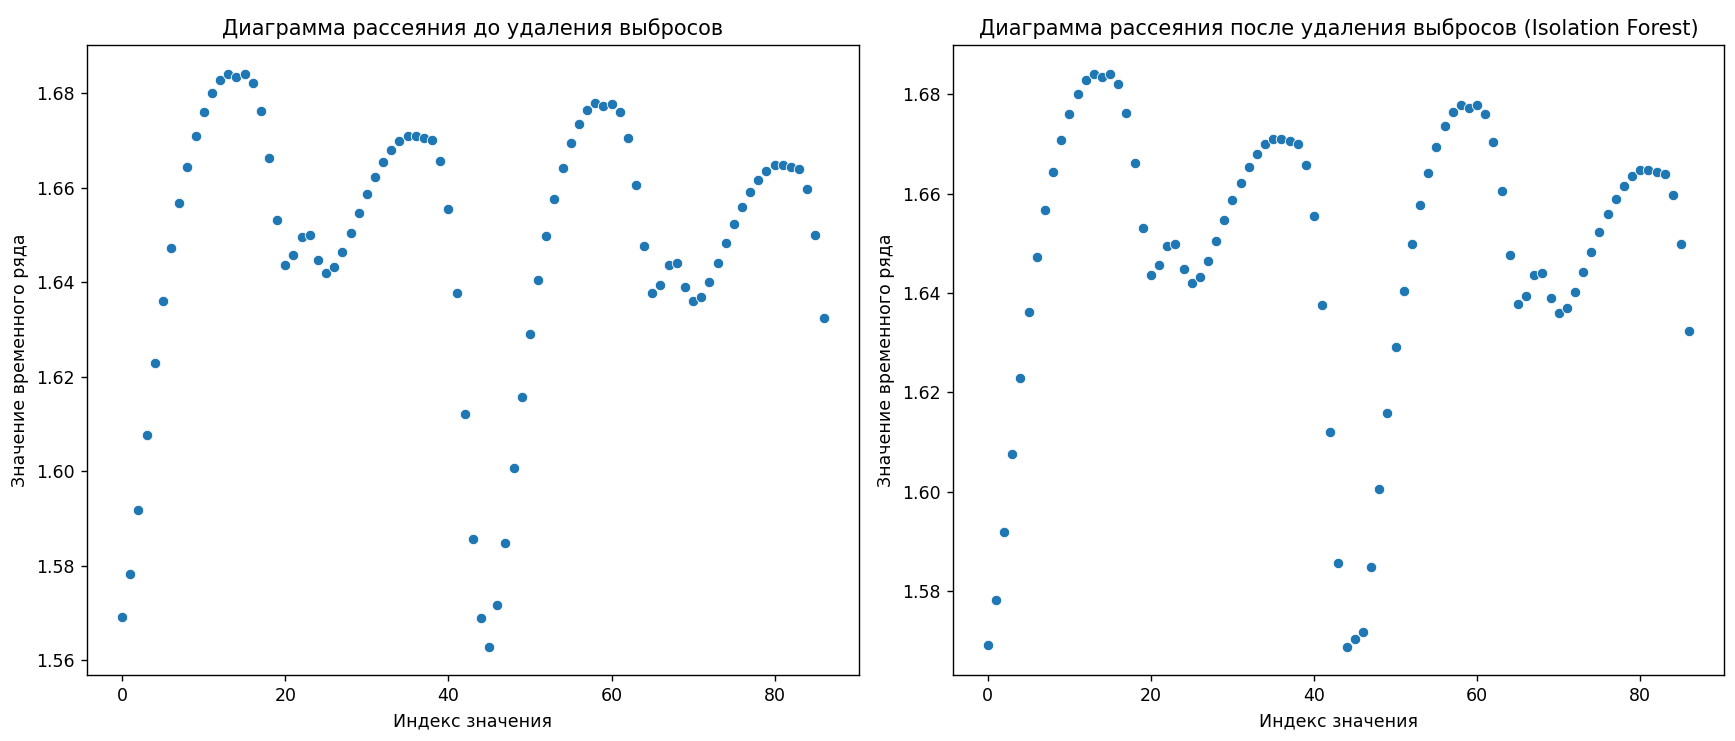 Диаграмма рассеяния до удаления выбросов
Значение временного ряда
1.68
1.66
1.64
1.62
1.60
1.58
1.56
0 20 40 60 80
Индекс значения
Диаграмма рассеяния после удаления выбросов (Isolation Forest)
Значение временного ряда
1.68
1.66
1.64
1.62
1.60
1.58
0 20 40 60 80
Индекс значения